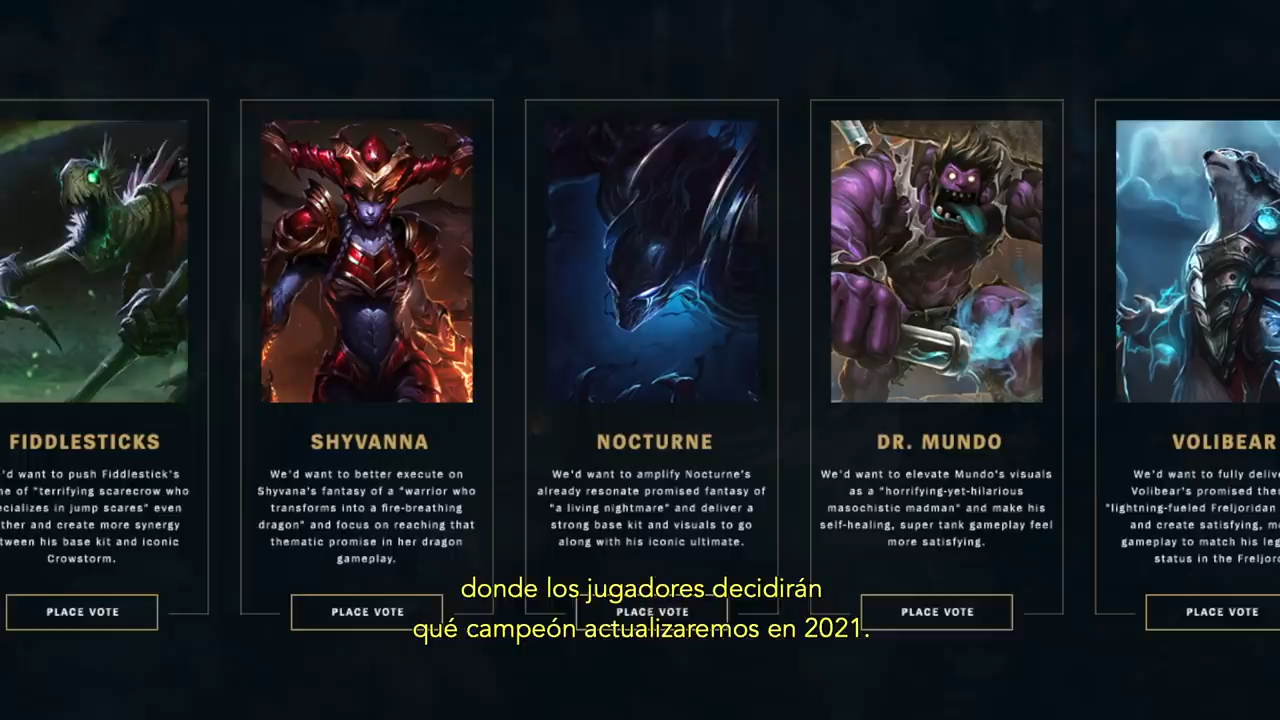 FIDDLESTICKS
'd want to push Fiddlestick's
me of "terrifying scarecrow who
ecializes in jump scares" even
ther and create more synergy
tween his base kit and iconic
Crowstorm.
PLACE VOTE
SHYVANNA
We'd want to better execute on
Shyvana's fantasy of a "warrior who
transforms into a fire-breathing
dragon" and focus on reaching that
thematic promise in her dragon
gameplay.
PLACE VOTE
NOCTURNE
We'd want to amplify Nocturne's
already resonate promised fantasy of
"a living nightmare" and deliver a
strong base kit and visuals to go
along with his iconic ultimate.
PLACE VOTE
DR. MUNDO
We'd want to elevate Mundo's visuals
as a "horrifying-yet-hilarious
masochistic madman" and make his
self-healing, super tank gameplay feel
more satisfying.
PLACE VOTE
VOLIBEAR
We'd want to fully delive
Volibear's promised the
"lightning-fueled Freljordian
and create satisfying, m
gameplay to match his leg
status in the Freljor
PLACE VOTE
donde los jugadores decidirán
qué campeón actualizaremos en 2021.